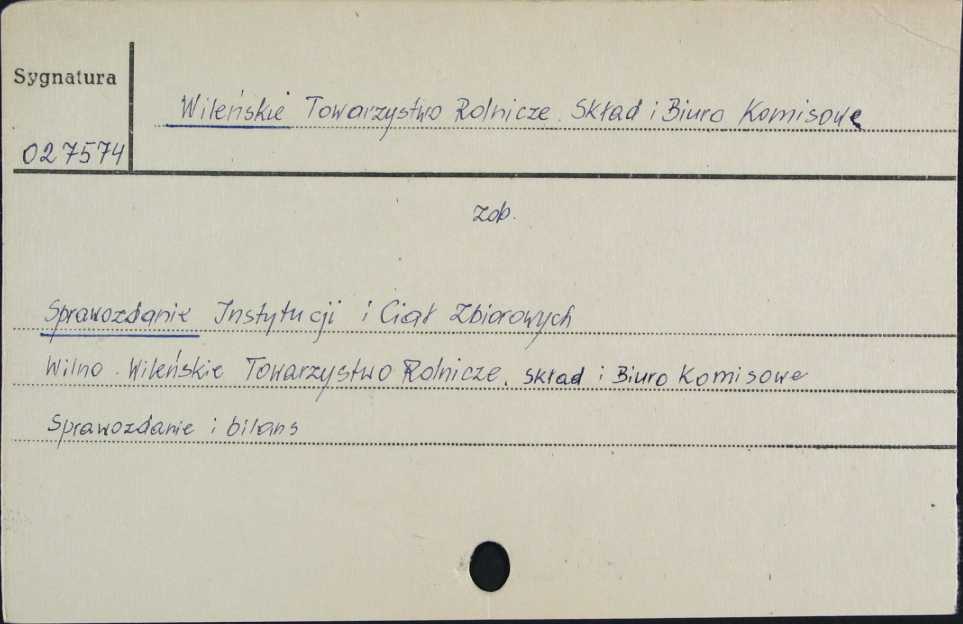 Sygnatura
Wileńskie Towarzystwo Rolnicze. Skład i Biuro Komisowe
027574
zob.
Sprawozdanie Instytucji i Ciał Zbiorowych
Wilno. Wileńskie Towarzystwo Rolnicze. Skład i Biuro Komisowe
Sprawozdanie i bilans